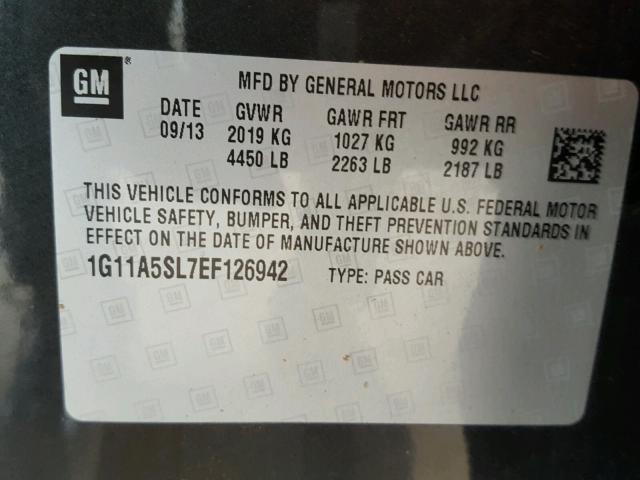 GM ® MFD BY GENERAL MOTORS LLC
DATE GVWR GAWR FRT GAWR RR
09/13 2019 KG 1027 KG 992 KG
4450 LB 2263 LB 2187 LB
THIS VEHICLE CONFORMS TO ALL APPLICABLE U.S. FEDERAL MOTOR
VEHICLE SAFETY, BUMPER, AND THEFT PREVENTION STANDARDS IN
EFFECT ON THE DATE OF MANUFACTURE SHOWN ABOVE.
1G11A5SL7EF126942 TYPE: PASS CAR